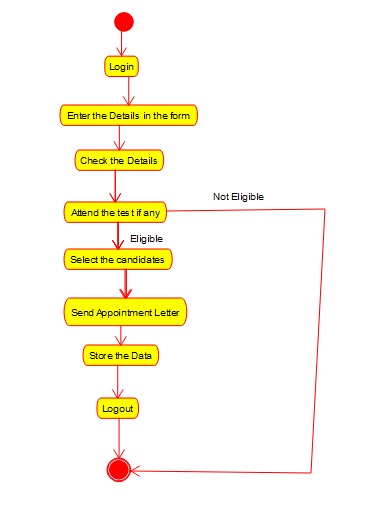 Login
Enter the Details in the form
Check the Details
Not Eligible
Attend the test if any
Eligible
Select the candidates
Send Appointment Letter
Store the Data
Logout